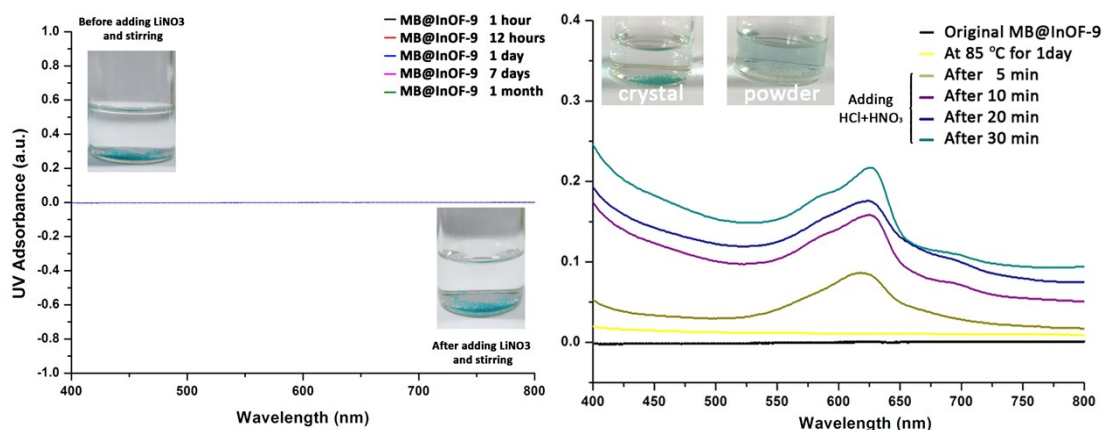 Before adding LiNO3
and stirring
MB@InOF-9 1 hour
MB@InOF-9 12 hours
MB@InOF-9 1 day
MB@InOF-9 7 days
MB@InOF-9 1 month
1.0
0.8
0.6
0.4
0.2
0.0
-0.2
-0.4
-0.6
-0.8
-1.0
UV Adsorbance (a.u.)
After adding LiNO3
and stirring
400 500 600 700 800
Wavelength (nm)
crystal
powder
Original MB@InOF-9
At 85 °C for 1day
After 5 min
After 10 min
After 20 min
After 30 min
Adding
HCl+HNO₃
0.4
0.3
0.2
0.1
0.0
400 450 500 550 600 650 700 750 800
Wavelength (nm)